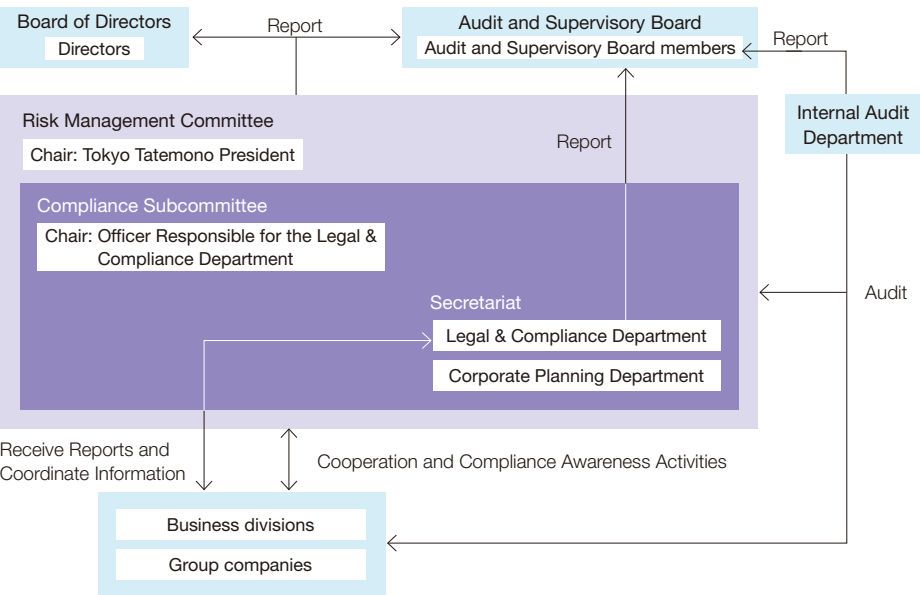 Board of Directors
Directors
Report
Audit and Supervisory Board
Audit and Supervisory Board members
Report
Internal Audit
Department
Risk Management Committee
Chair: Tokyo Tatemono President
Report
Compliance Subcommittee
Chair: Officer Responsible for the Legal &
Compliance Department
Audit
Secretariat
Legal & Compliance Department
Corporate Planning Department
Receive Reports and
Coordinate Information
Cooperation and Compliance Awareness Activities
Business divisions
Group companies